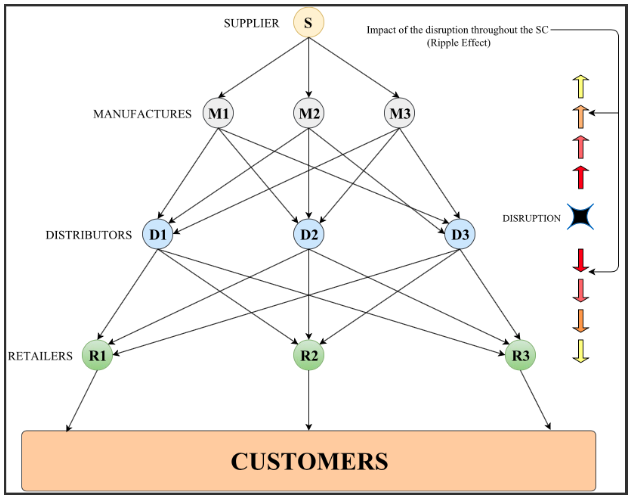 SUPPLIER
S
Impact of the disruption throughout the SC
(Ripple Effect)
MANUFACTURES
M1
M2
M3
DISRUPTION
DISTRIBUTORS
D1
D2
D3
RETAILERS
R1
R2
R3
CUSTOMERS